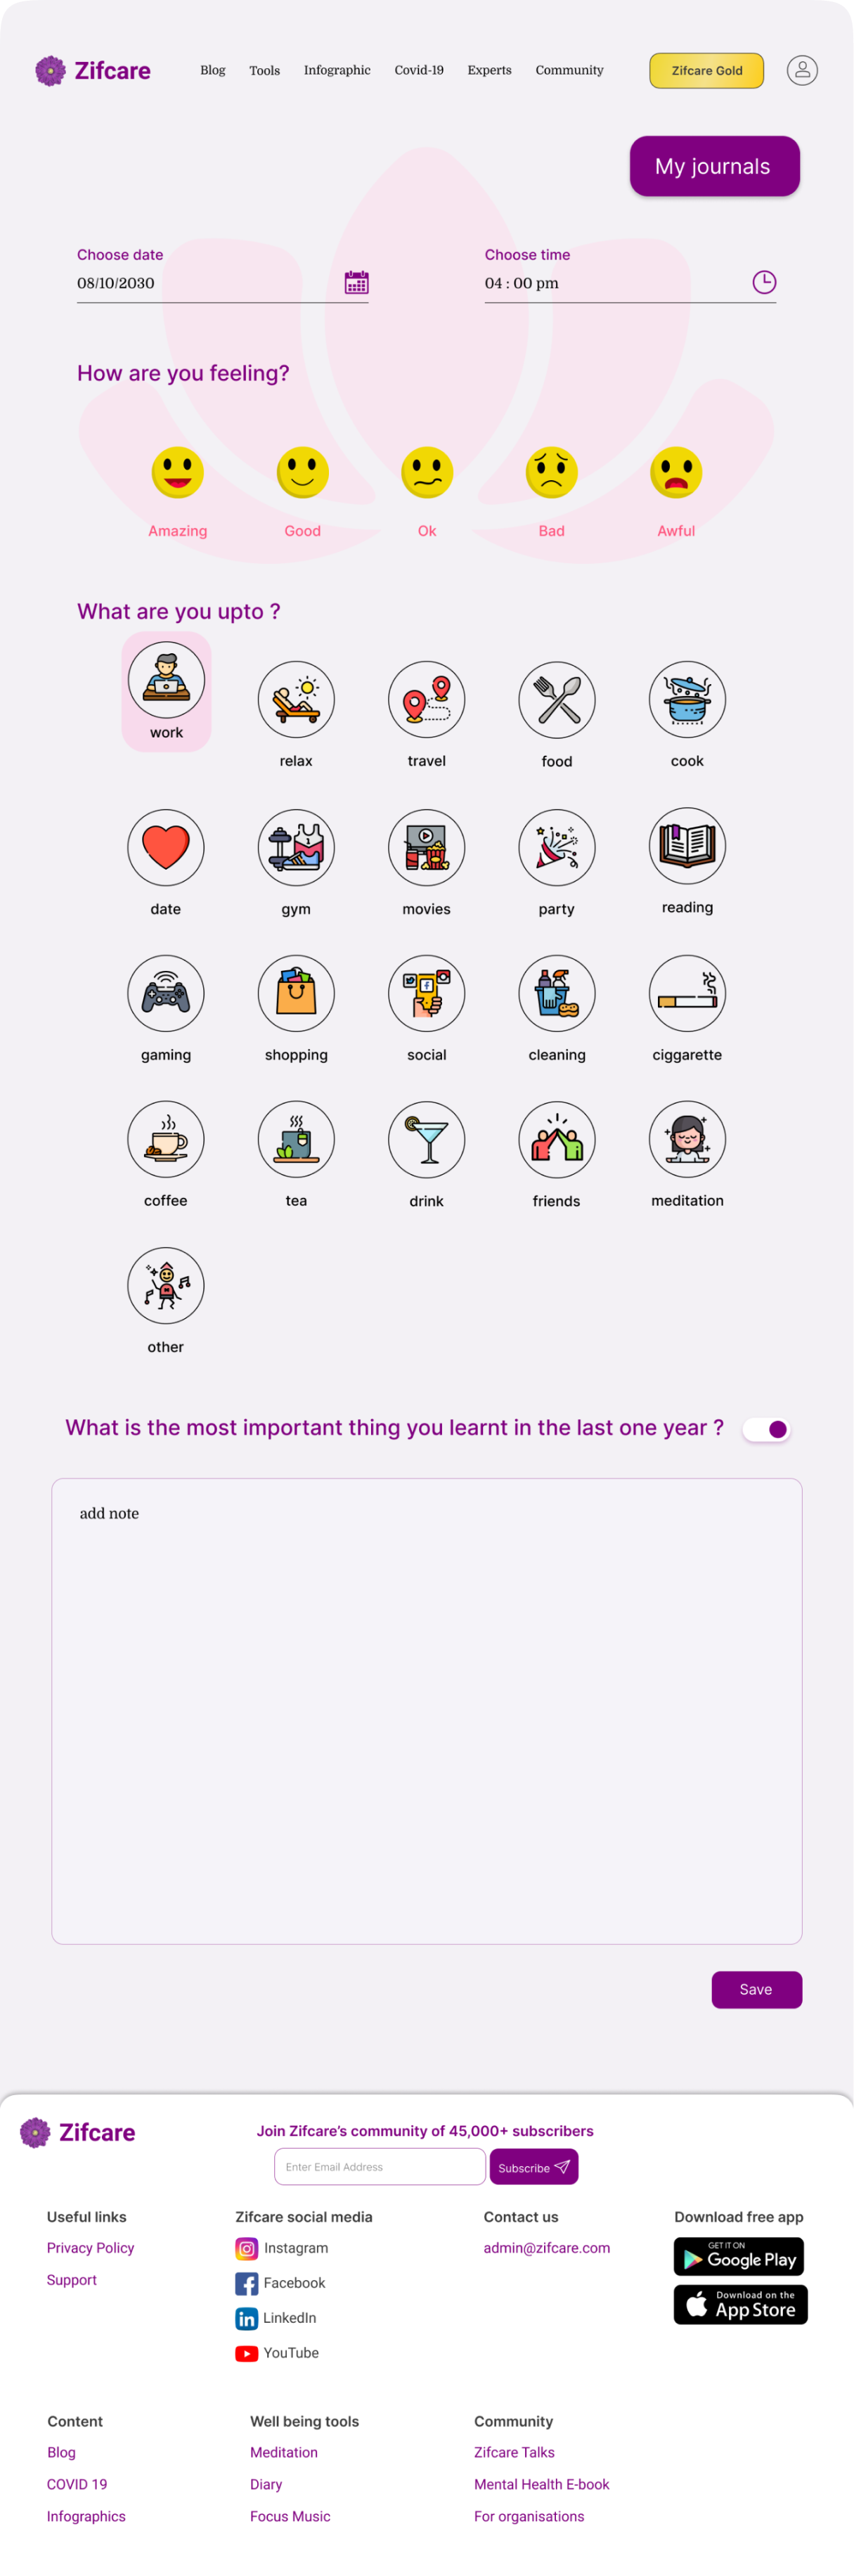 Zifcare
Blog Tools Infographic Covid-19 Experts Community Zifcare Gold
My journals
Choose date Choose time
08/10/2030 04 : 00 pm
How are you feeling?
Amazing Good Ok Bad Awful
What are you upto ?
work relax travel food cook
date gym movies party reading
gaming shopping social cleaning ciggarette
coffee tea drink friends meditation
other
What is the most important thing you learnt in the last one year ?
add note
Save
Zifcare
Join Zifcare’s community of 45,000+ subscribers
Enter Email Address Subscribe
Useful links Zifcare social media Contact us Download free app
Privacy Policy Instagram admin@zifcare.com GET IT ON
Google Play
Support Facebook Download on the
App Store
LinkedIn
YouTube
Content Well being tools Community
Blog Meditation Zifcare Talks
COVID 19 Diary Mental Health E-book
Infographics Focus Music For organisations